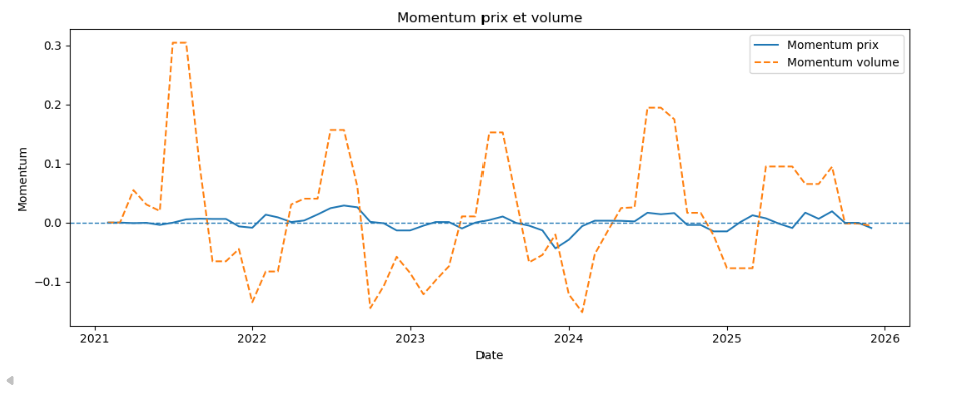 Momentum prix et volume
Momentum prix
Momentum volume
Momentum
0.3
0.2
0.1
0.0
−0.1
2021 2022 2023 2024 2025 2026
Date